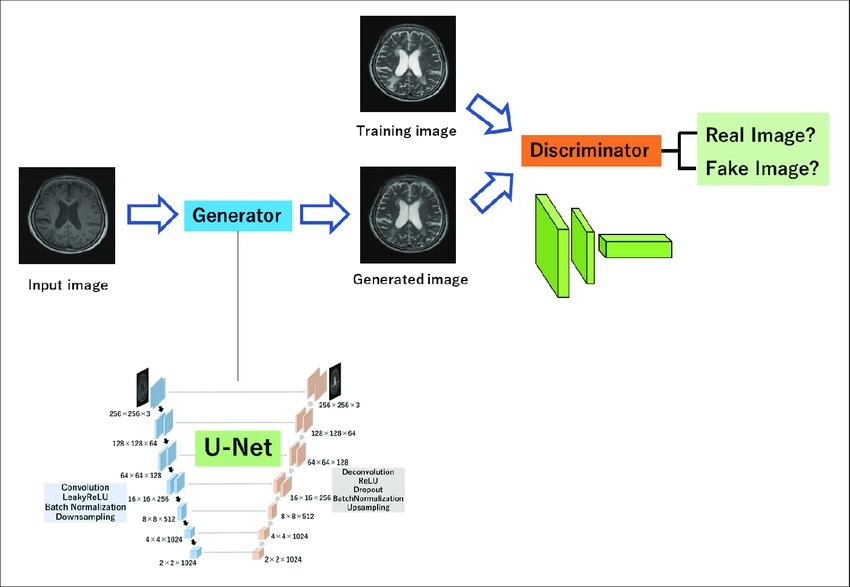 Training image
Discriminator
Real Image?
Fake Image?
Generator
Input image
Generated image
U-Net
256×256×3
128×128×64
64×64×128
16×16×256
8×8×512
4×4×1024
2×2×1024
256×256×3
128×128×64
64×64×128
16×16×256
8×8×512
4×4×1024
2×2×1024
Convolution
LeakyReLU
Batch Normalization
Downsampling
Deconvolution
ReLU
Dropout
BatchNormalization
Upsampling